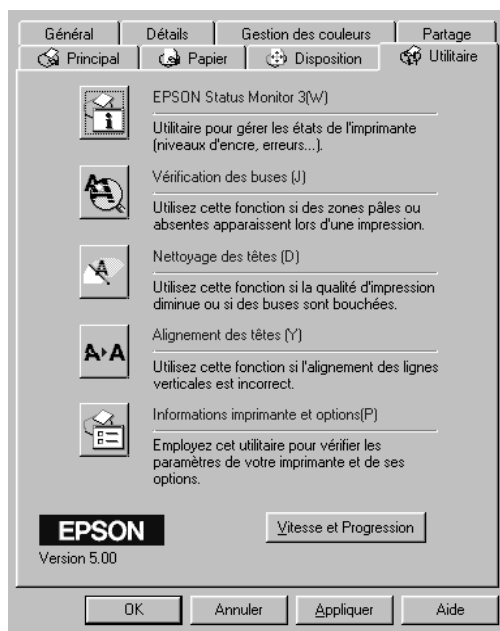 Général Détails Gestion des couleurs Partage
Principal Papier Disposition Utilitaire
EPSON Status Monitor 3(W)
Utilitaire pour gérer les états de l'imprimante
(niveaux d'encre, erreurs...).
Vérification des buses (J)
Utilisez cette fonction si des zones pâles ou
absentes apparaissent lors d'une impression.
Nettoyage des têtes (D)
Utilisez cette fonction si la qualité d'impression
diminue ou si des buses sont bouchées.
Alignement des têtes (Y)
Utilisez cette fonction si l'alignement des lignes
verticales est incorrect.
Informations imprimante et options(P)
Employez cet utilitaire pour vérifier les
paramètres de votre imprimante et de ses
options.
EPSON
Version 5.00
Vitesse et Progression
OK Annuler Appliquer Aide